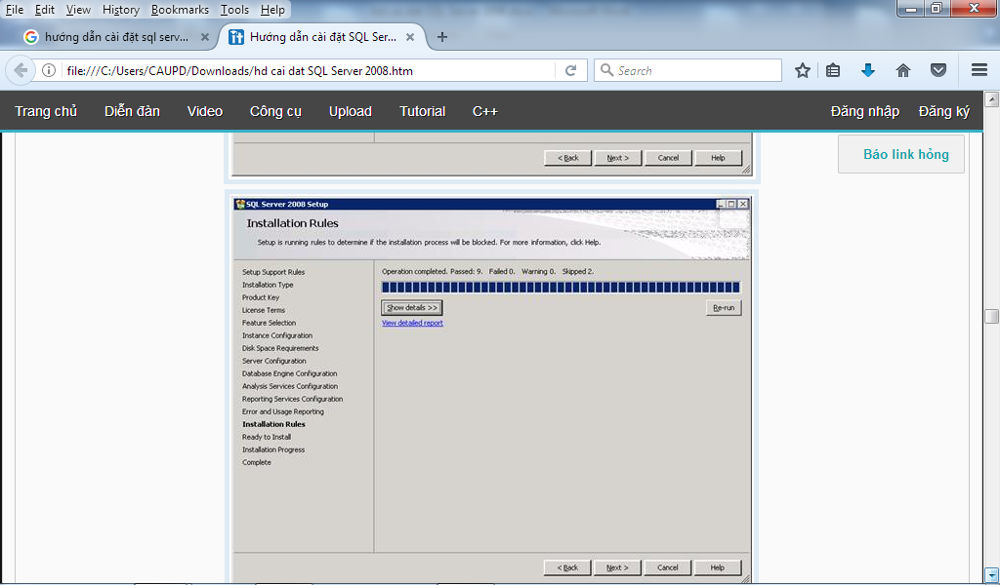 File Edit View History Bookmarks Tools Help
hướng dẫn cài đặt sql serv... Hướng dẫn cài đặt SQL Ser...
file:///C:/Users/CAUPD/Downloads/hd cai dat SQL Server 2008.htm Search
Trang chủ Diễn đàn Video Công cụ Upload Tutorial C++ Đăng nhập Đăng ký
Báo link hỏng
< Back Next > Cancel Help
SQL Server 2008 Setup
Installation Rules
Setup is running rules to determine if the installation process will be blocked. For more information, click Help.
Setup Support Rules
Installation Type
Product Key
License Terms
Feature Selection
Instance Configuration
Disk Space Requirements
Server Configuration
Database Engine Configuration
Analysis Services Configuration
Reporting Services Configuration
Error and Usage Reporting
Installation Rules
Ready to Install
Installation Progress
Complete
Operation completed. Passed: 9. Failed 0. Warning 0. Skipped 2.
Show details >> Re-run
View detailed report
< Back Next > Cancel Help